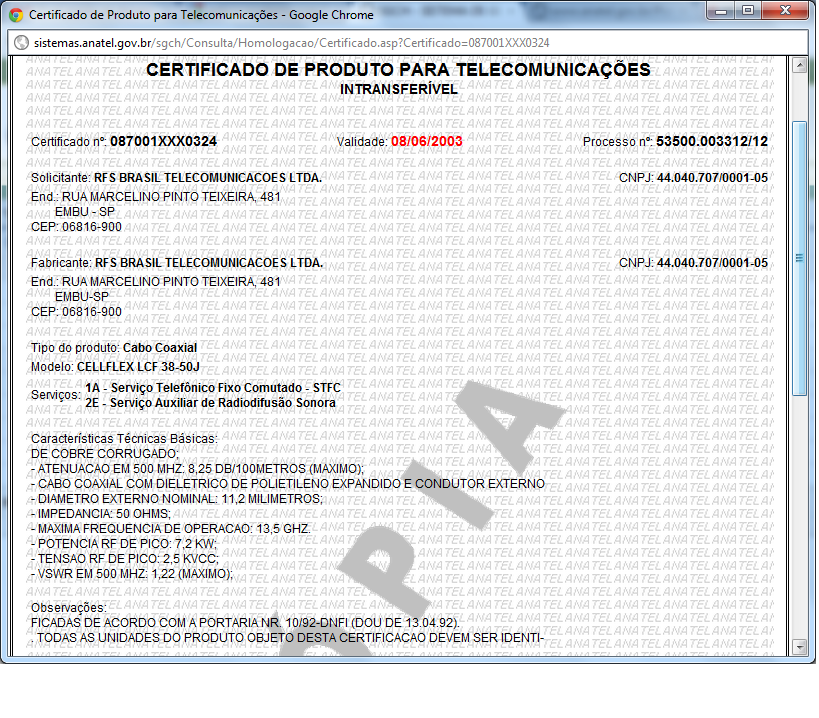 Certificado de Produto para Telecomunicações - Google Chrome
sistemas.anatel.gov.br/sgch/Consulta/Homologacao/Certificado.asp?Certificado=087001XXX0324
CERTIFICADO DE PRODUTO PARA TELECOMUNICAÇÕES
INTRANSFERÍVEL
Certificado nº: 087001XXX0324 Validade: 08/06/2003 Processo nº: 53500.003312/12
Solicitante: RFS BRASIL TELECOMUNICACOES LTDA. CNPJ: 44.040.707/0001-05
End.: RUA MARCELINO PINTO TEIXEIRA, 481
EMBU - SP
CEP: 06816-900
Fabricante: RFS BRASIL TELECOMUNICACOES LTDA. CNPJ: 44.040.707/0001-05
End.: RUA MARCELINO PINTO TEIXEIRA, 481
EMBU-SP
CEP: 06816-900
Tipo do produto: Cabo Coaxial
Modelo: CELLFLEX LCF 38-50J
Serviços: 1A - Serviço Telefônico Fixo Comutado - STFC
2E - Serviço Auxiliar de Radiodifusão Sonora
Características Técnicas Básicas:
DE COBRE CORRUGADO;
- ATENUACAO EM 500 MHZ: 8,25 DB/100METROS (MAXIMO);
- CABO COAXIAL COM DIELETRICO DE POLIETILENO EXPANDIDO E CONDUTOR EXTERNO
- DIAMETRO EXTERNO NOMINAL: 11,2 MILIMETROS;
- IMPEDANCIA: 50 OHMS;
- MAXIMA FREQUENCIA DE OPERACAO: 13,5 GHZ.
- POTENCIA RF DE PICO: 7,2 KW;
- TENSAO RF DE PICO: 2,5 KVCC;
- VSWR EM 500 MHZ: 1,22 (MAXIMO);
Observações:
FICADAS DE ACORDO COM A PORTARIA NR. 10/92-DNFI (DOU DE 13.04.92).
. TODAS AS UNIDADES DO PRODUTO OBJETO DESTA CERTIFICACAO DEVEM SER IDENTI-